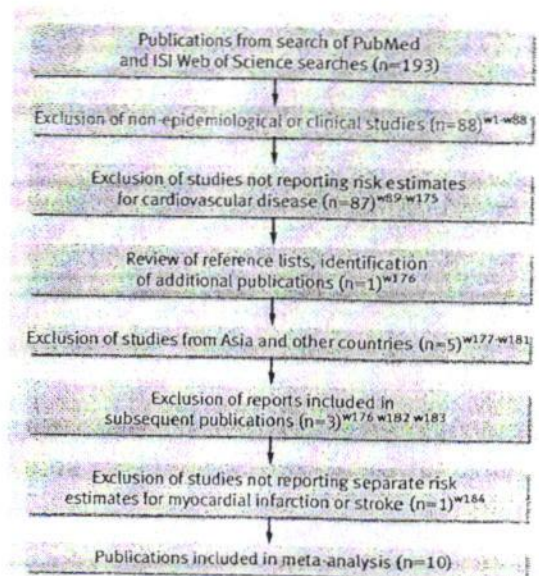 Publications from search of PubMed
and ISI Web of Science searches (n=193)
Exclusion of non-epidemiological or clinical studies (n=88)w1-w88
Exclusion of studies not reporting risk estimates
for cardiovascular disease (n=87)w89-w175
Review of reference lists, identification
of additional publications (n=1)w176
Exclusion of studies from Asia and other countries (n=5)w177-w181
Exclusion of reports included in
subsequent publications (n=3)w176 w182 w183
Exclusion of studies not reporting separate risk
estimates for myocardial infarction or stroke (n=1)w184
Publications included in meta-analysis (n=10)